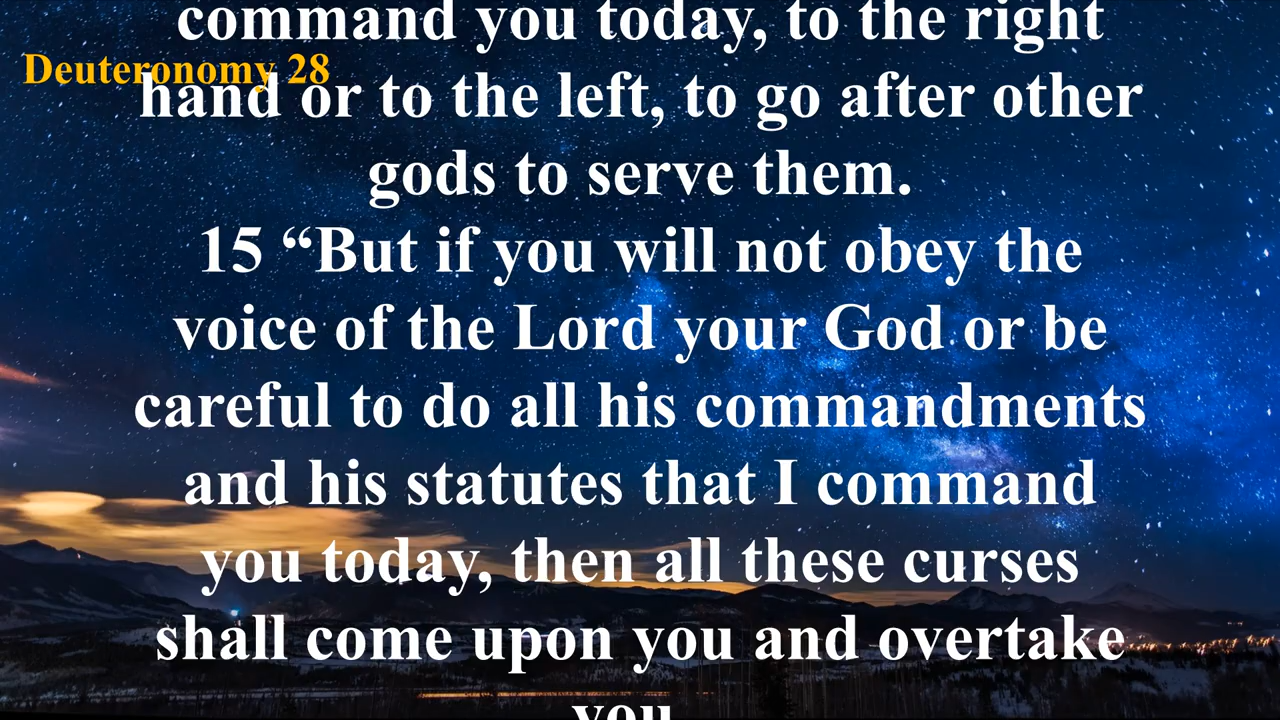 command you today, to the right
Deuteronomy 28
hand or to the left, to go after other
gods to serve them.
15 “But if you will not obey the
voice of the Lord your God or be
careful to do all his commandments
and his statutes that I command
you today, then all these curses
shall come upon you and overtake
you